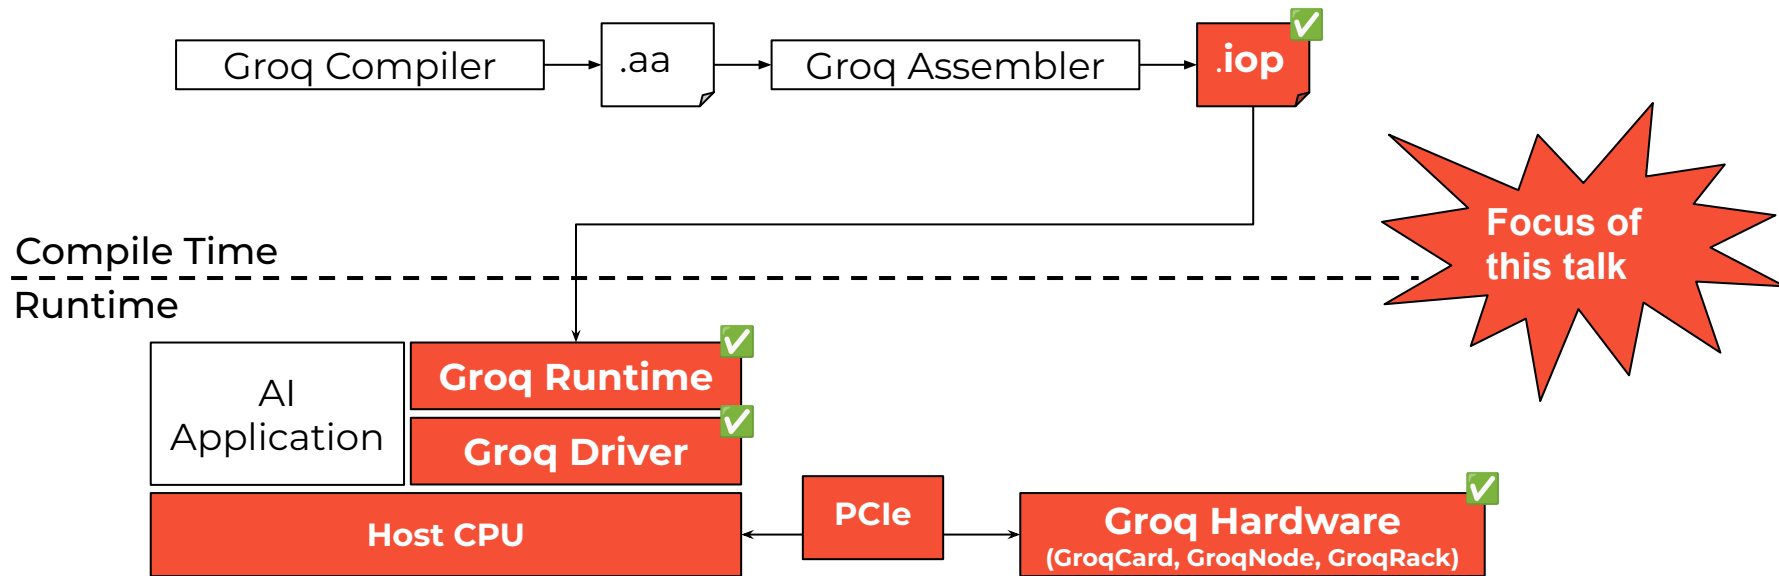 Groq Compiler
.aa
Groq Assembler
.iop
Focus of
this talk
Compile Time
Runtime
AI
Application
Groq Runtime
Groq Driver
Host CPU
PCIe
Groq Hardware
(GroqCard, GroqNode, GroqRack)